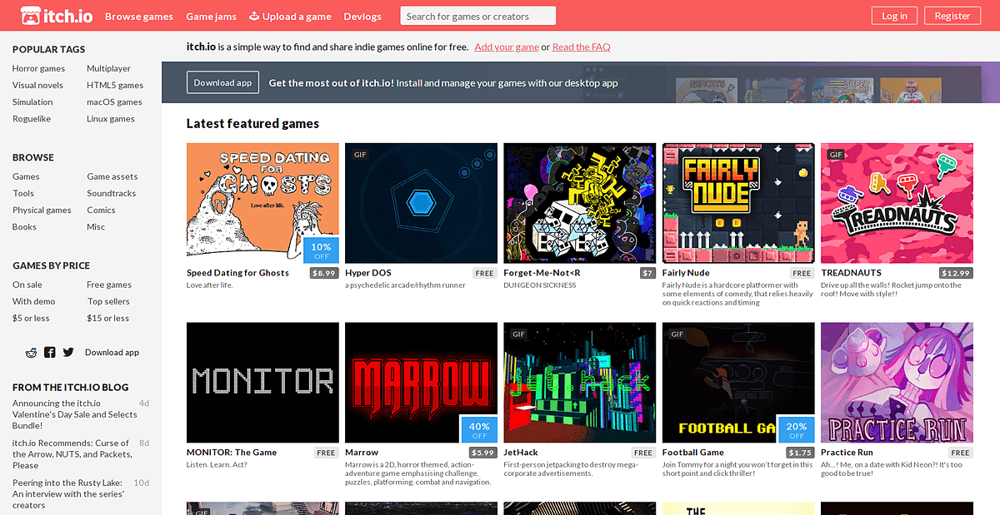 itch.io Browse games Game jams Upload a game Devlogs Search for games or creators Log in Register
POPULAR TAGS
Horror games Multiplayer
Visual novels HTML5 games
Simulation macOS games
Roguelike Linux games
BROWSE
Games Game assets
Tools Soundtracks
Physical games Comics
Books Misc
GAMES BY PRICE
On sale Free games
With demo Top sellers
$5 or less $15 or less
Download app
FROM THE ITCH.IO BLOG
Announcing the itch.io 4d
Valentine's Day Sale and Selects
Bundle!
itch.io Recommends: Curse of 8d
the Arrow, NUTS, and Packets,
Please
Peering into the Rusty Lake: 10d
An interview with the series'
creators
itch.io is a simple way to find and share indie games online for free. Add your game or Read the FAQ
Download app Get the most out of itch.io! Install and manage your games with our desktop app
SNACKTS
SUPER
Latest featured games
SPEED DATING
FOR
GHOSTS
Love after life.
10%
OFF
Speed Dating for Ghosts $8.99
Love after life.
GIF
Hyper DOS FREE
a psychedelic arcade/rhythm runner
Forget-Me-Not<R $7
DUNGEON SICKNESS
FAIRLY
NUDE
Fairly Nude FREE
Fairly Nude is a hardcore platformer with
some elements of comedy, that relies heavily
on quick reactions and timing
GIF
TREADNAUTS
TREADNAUTS $12.99
Drive up all the walls! Rocket jump onto the
roof! Move with style!!
MONITOR
MONITOR: The Game FREE
Listen. Learn. Act?
MARROW
40%
OFF
Marrow $5.99
Marrow is a 2D, horror themed, action-
adventure game emphasising challenge,
puzzles, platforming, combat and navigation.
GIF
jet.hack
JetHack FREE
First-person jetpacking to destroy mega-
corporate advertisements.
GIF
FOOTBALL GA
20%
OFF
Football Game $1.75
Join Tommy for a night you won't forget in this
short point and click thriller!
PRACTICE RUN
Practice Run FREE
Ah...! Me, on a date with Kid Neon?! It's too
good to be true!
GIF
THE